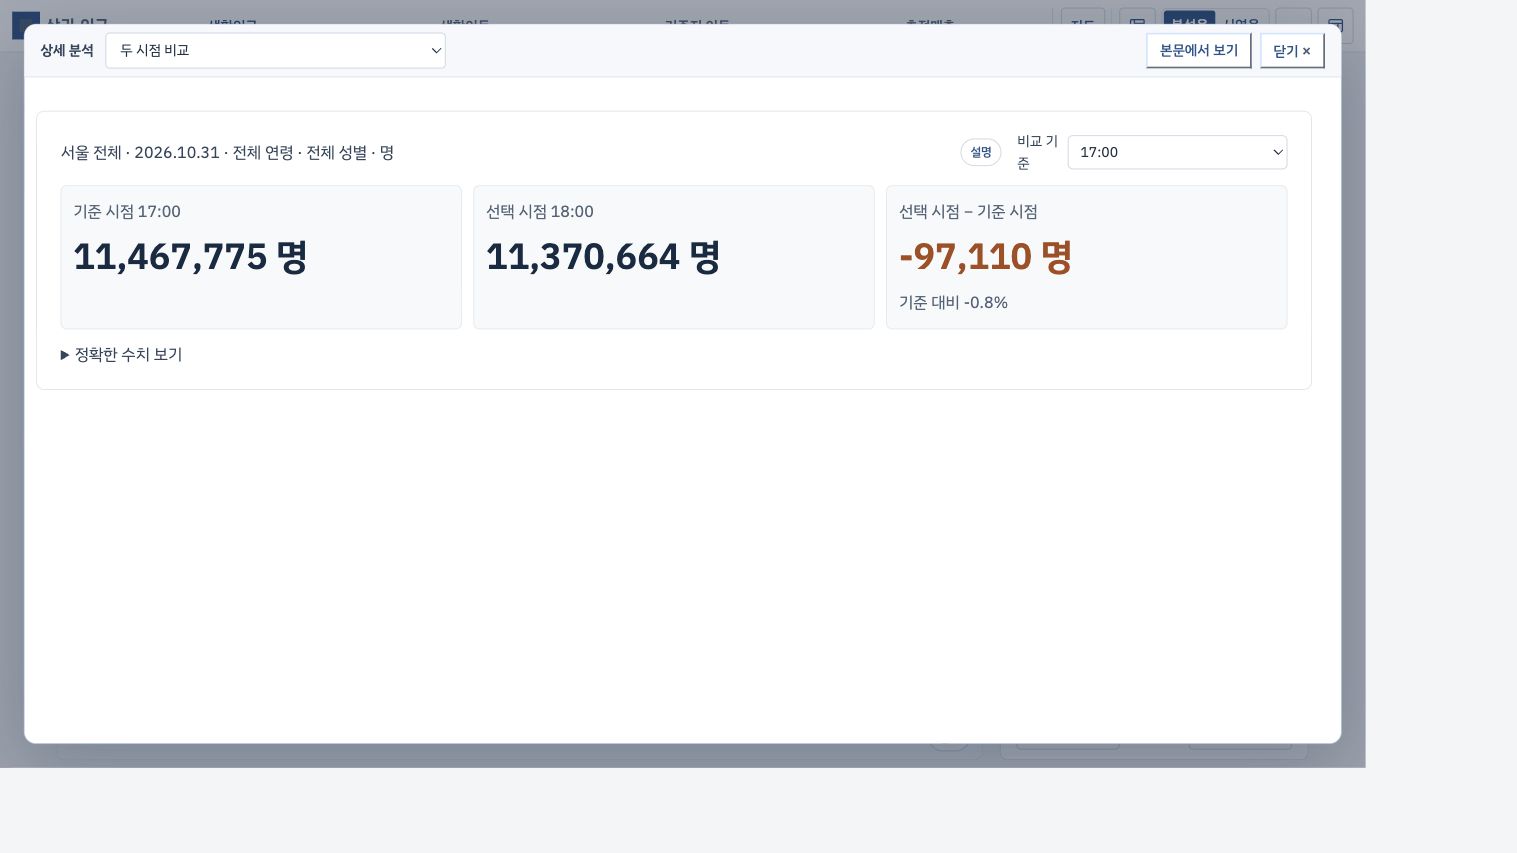 상세 분석
두 시점 비교
본문에서 보기
닫기 ×
서울 전체 · 2026.10.31 · 전체 연령 · 전체 성별 · 명
설명
비교 기
준
17:00
기준 시점 17:00
11,467,775 명
선택 시점 18:00
11,370,664 명
선택 시점 − 기준 시점
-97,110 명
기준 대비 -0.8%
▶ 정확한 수치 보기